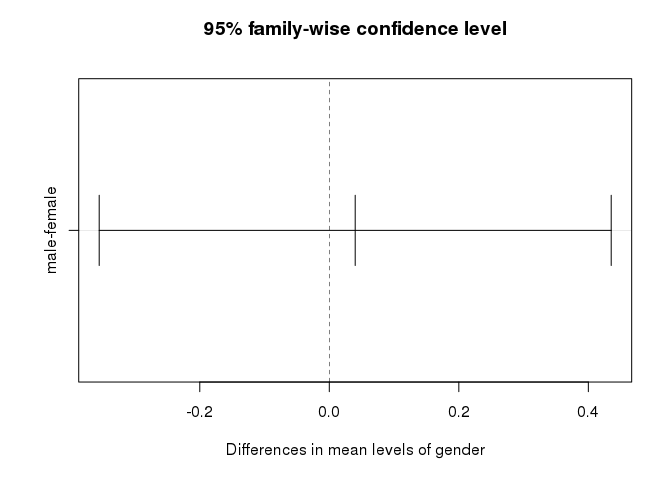 95% family-wise confidence level
male-female
-0.2 0.0 0.2 0.4
Differences in mean levels of gender